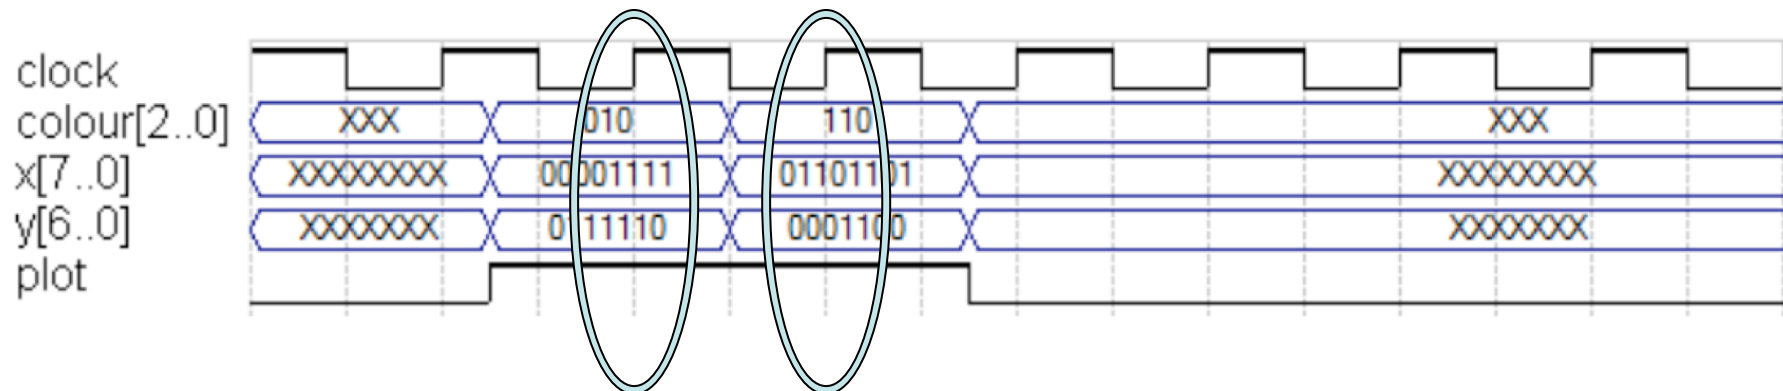 clock
colour[2..0] XXX 010 110 XXX
x[7..0] XXXXXXXX 00001111 01101101 XXXXXXXX
y[6..0] XXXXXXX 0111110 0001100 XXXXXXX
plot